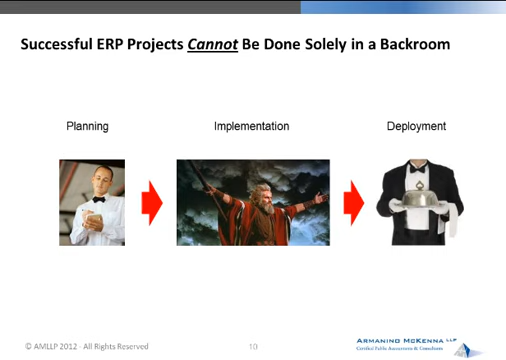 Successful ERP Projects Cannot Be Done Solely in a Backroom
Planning
Implementation
Deployment
© AMLLP 2012 - All Rights Reserved
10
ARMANINO MCKENNA LLP
Certified Public Accountants & Consultants